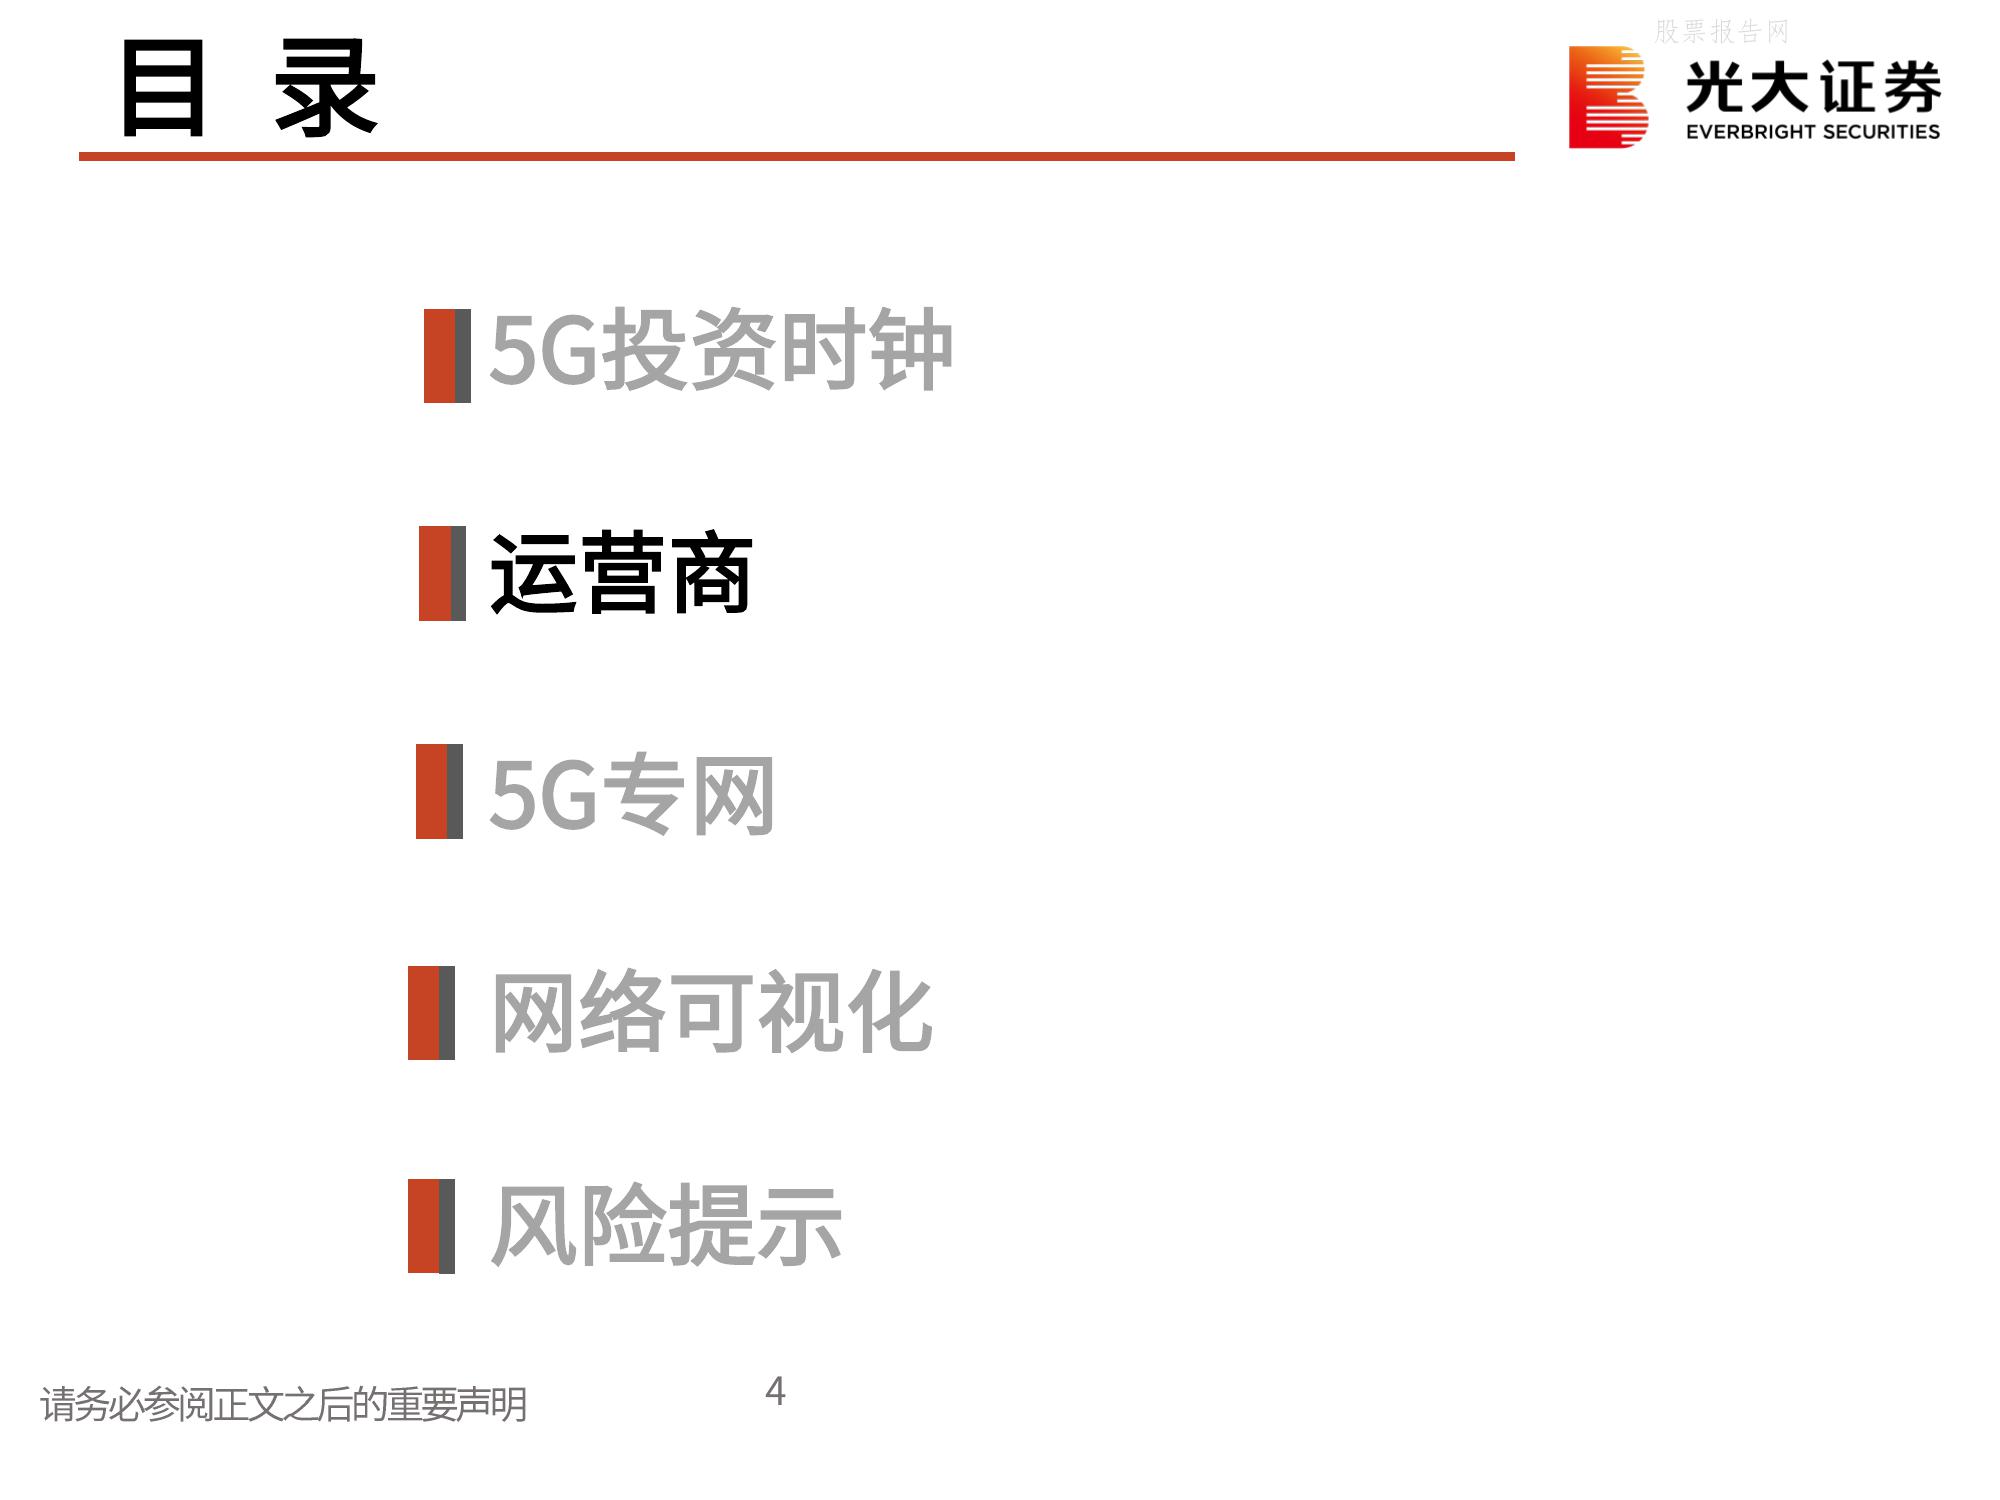 股票报告网
目 录
光大证券
EVERBRIGHT SECURITIES
5G投资时钟
运营商
5G专网
网络可视化
风险提示
请务必参阅正文之后的重要声明
4